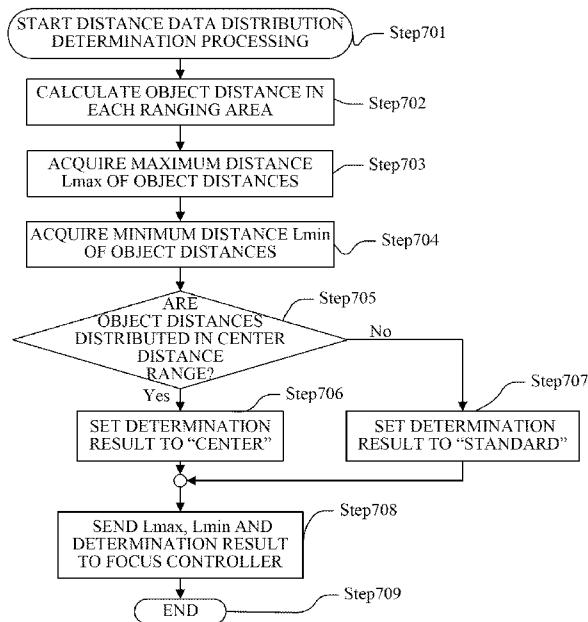 START DISTANCE DATA DISTRIBUTION
DETERMINATION PROCESSING
Step701
CALCULATE OBJECT DISTANCE IN
EACH RANGING AREA
Step702
ACQUIRE MAXIMUM DISTANCE
Lmax OF OBJECT DISTANCES
Step703
ACQUIRE MINIMUM DISTANCE Lmin
OF OBJECT DISTANCES
Step704
Step705
ARE
OBJECT DISTANCES
DISTRIBUTED IN CENTER
DISTANCE
RANGE?
No
Yes
Step706
Step707
SET DETERMINATION
RESULT TO “CENTER”
SET DETERMINATION
RESULT TO “STANDARD”
Step708
SEND Lmax, Lmin AND
DETERMINATION RESULT
TO FOCUS CONTROLLER
END
Step709